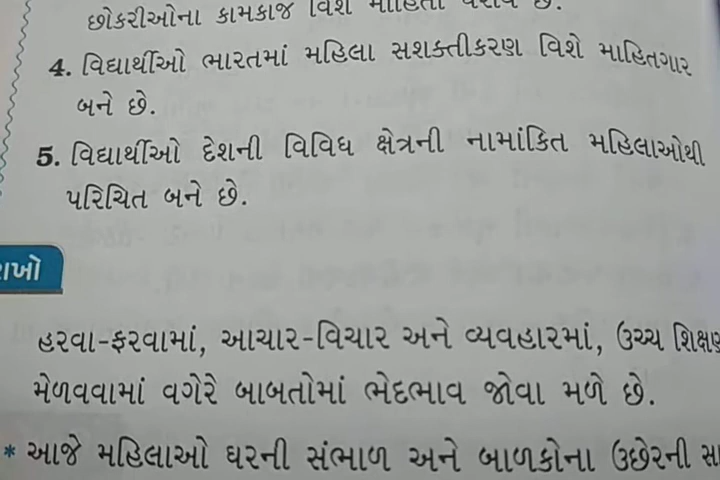 છોકરીઓના કામકાજ વિશે માહિતી
4. વિદ્યાર્થીઓ ભારતમાં મહિલા સશક્તીકરણ વિશે માહિતગાર
બને છે.
5. વિદ્યાર્થીઓ દેશની વિવિધ ક્ષેત્રની નામાંકિત મહિલાઓથી
પરિચિત બને છે.
રાખો
હરવા-ફરવામાં, આચાર-વિચાર અને વ્યવહારમાં, ઉચ્ચ શિક્ષણ
મેળવવામાં વગેરે બાબતોમાં ભેદભાવ જોવા મળે છે.
* આજે મહિલાઓ ઘરની સંભાળ અને બાળકોના ઉછેરની સા